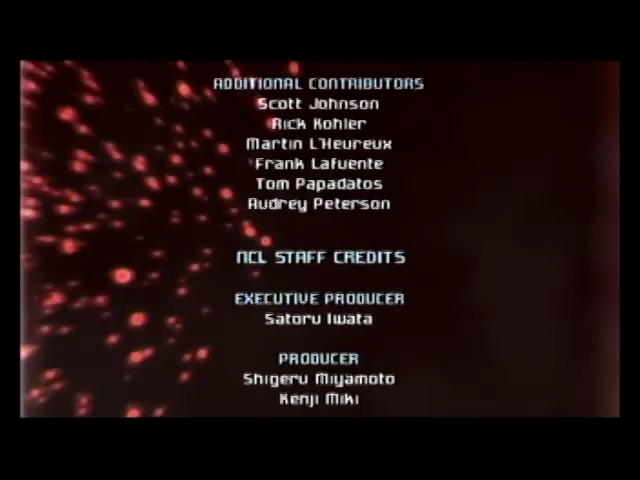 ADDITIONAL CONTRIBUTORS
Scott Johnson
Rick Kohler
Martin L'Heureux
Frank Lafuente
Tom Papadatos
Audrey Peterson
NCL STAFF CREDITS
EXECUTIVE PRODUCER
Satoru Iwata
PRODUCER
Shigeru Miyamoto
Kenji Miki